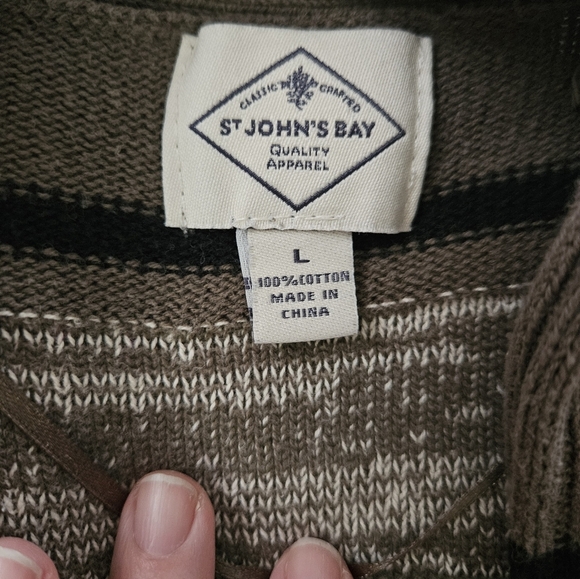 CLASSIC CRAFTED
ST JOHN'S BAY
QUALITY
APPAREL
L
100% COTTON
MADE IN
CHINA